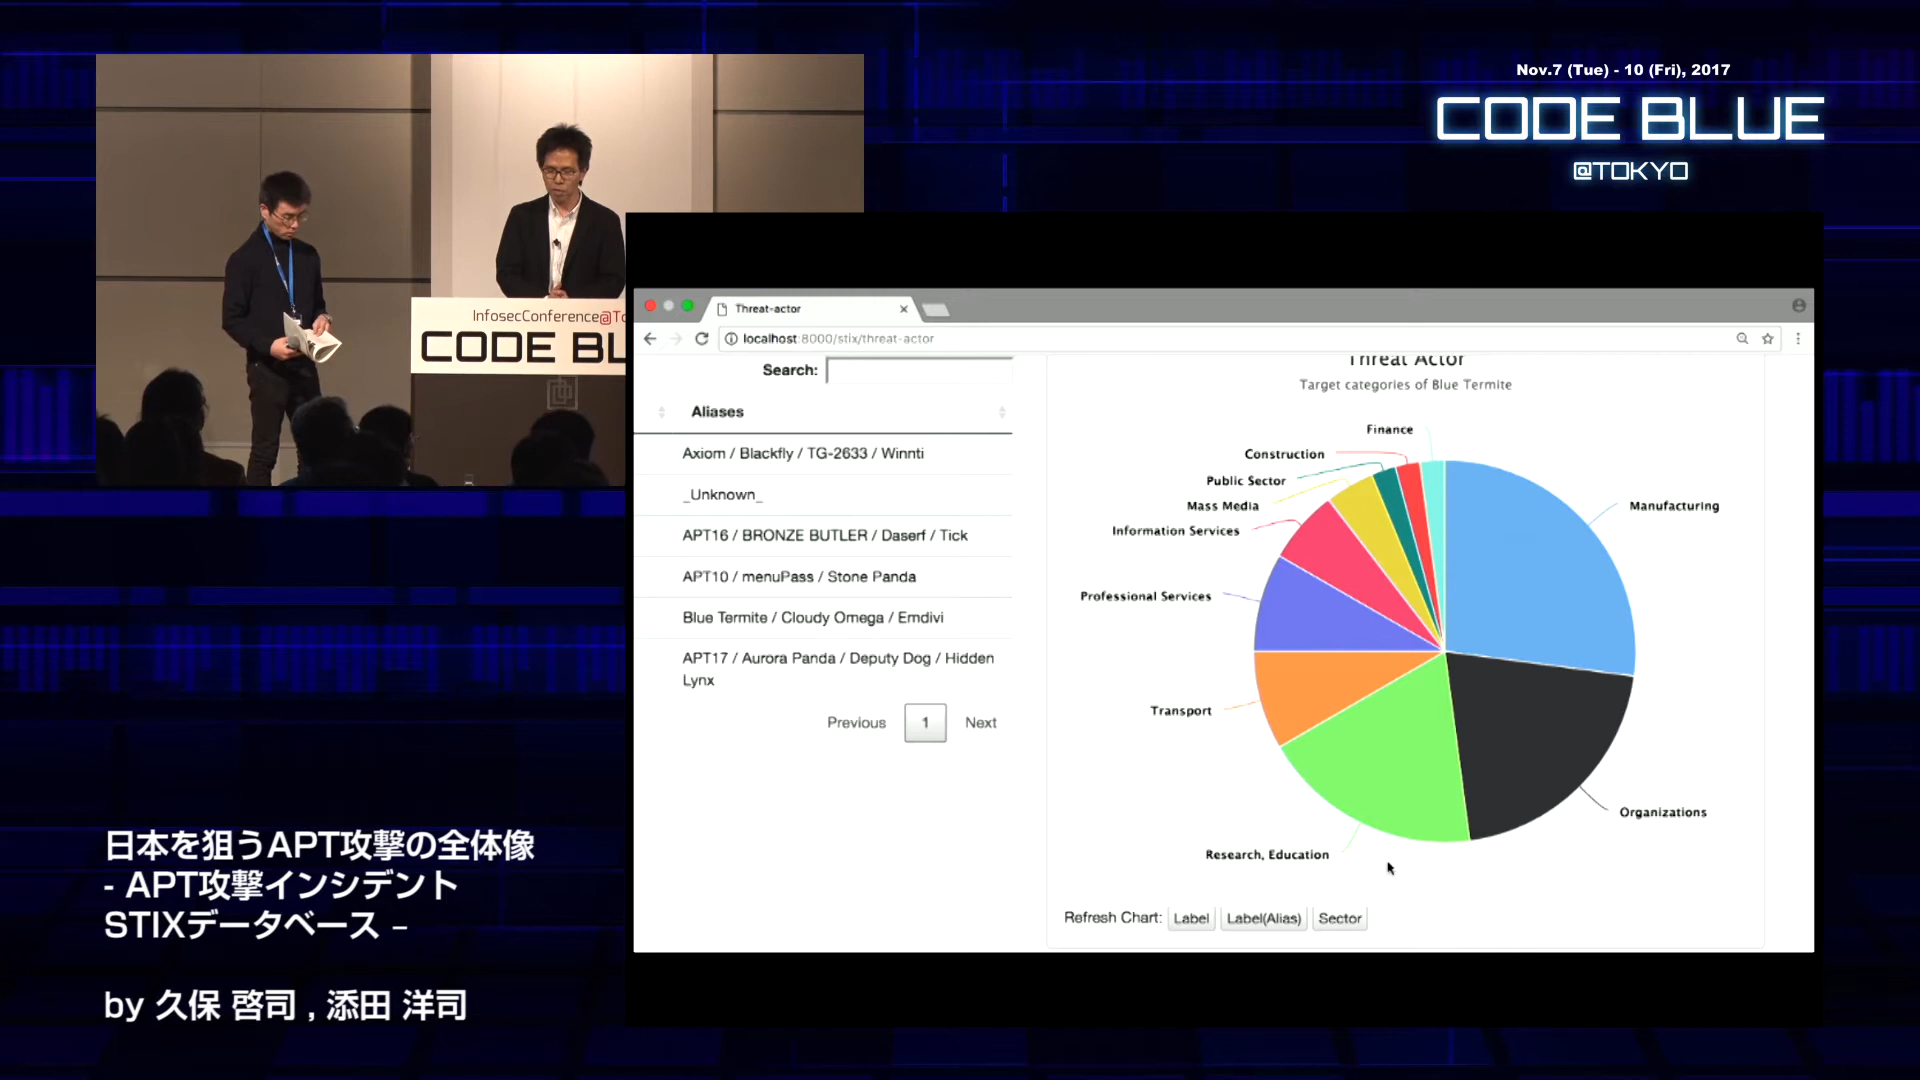 Nov.7 (Tue) - 10 (Fri), 2017
CODE BLUE
@TOKYO
InfosecConference@To
CODE BL
Threat-actor
localhost:8000/stix/threat-actor
Search:
Aliases
Axiom / Blackfly / TG-2633 / Winnti
_Unknown_
APT16 / BRONZE BUTLER / Daserf / Tick
APT10 / menuPass / Stone Panda
Blue Termite / Cloudy Omega / Emdivi
APT17 / Aurora Panda / Deputy Dog / Hidden
Lynx
Previous 1 Next
Threat Actor
Target categories of Blue Termite
Finance
Construction
Public Sector
Mass Media
Information Services
Professional Services
Transport
Research, Education
Manufacturing
Organizations
Refresh Chart: Label Label(Alias) Sector
日本を狙うAPT攻撃の全体像
- APT攻撃インシデント
STIXデータベース –
by 久保 啓司 , 添田 洋司